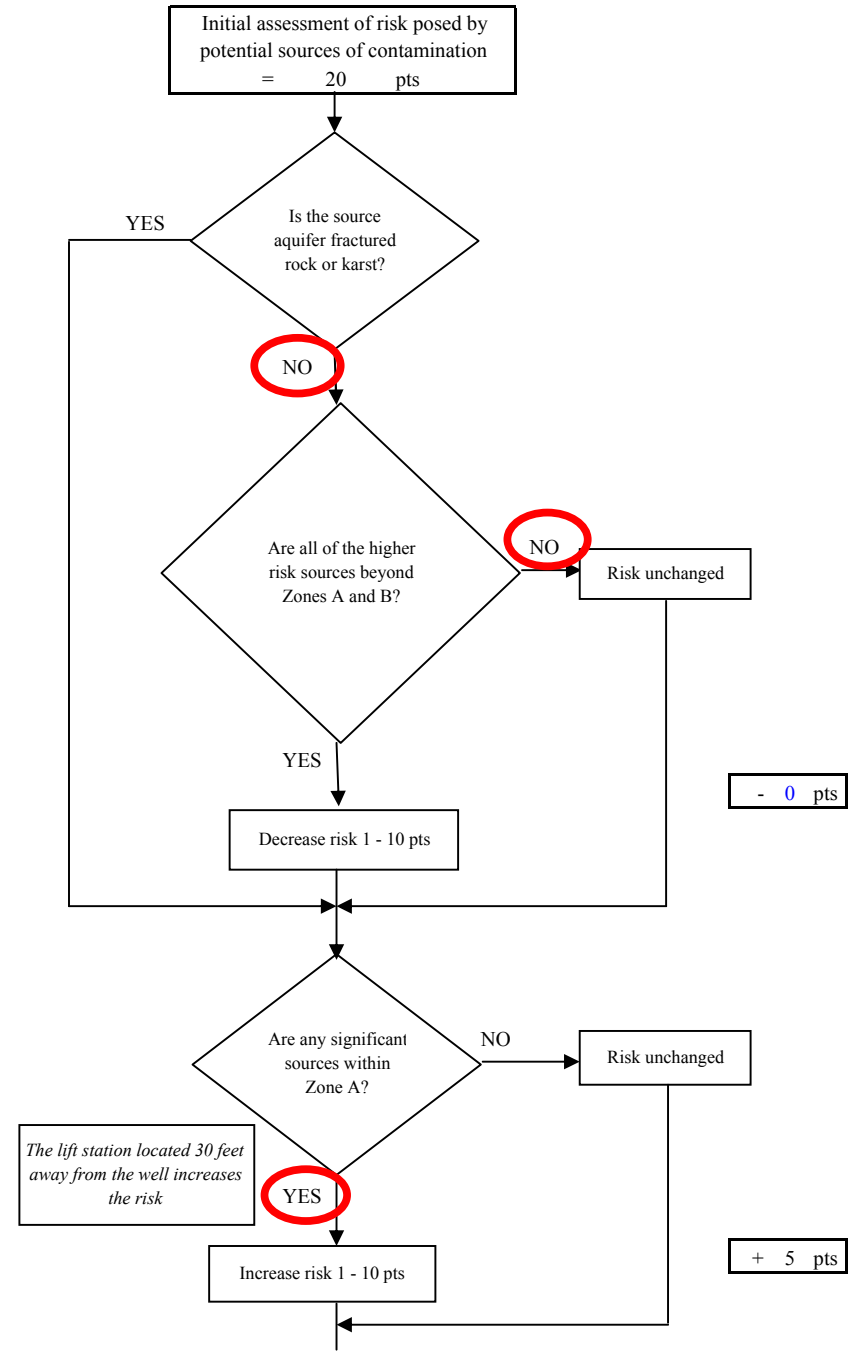 Initial assessment of risk posed by
potential sources of contamination
= 20 pts
YES
Is the source
aquifer fractured
rock or karst?
NO
Are all of the higher
risk sources beyond
Zones A and B?
NO
Risk unchanged
YES
- 0 pts
Decrease risk 1 - 10 pts
Are any significant
sources within
Zone A?
NO
Risk unchanged
The lift station located 30 feet
away from the well increases
the risk
YES
+ 5 pts
Increase risk 1 - 10 pts